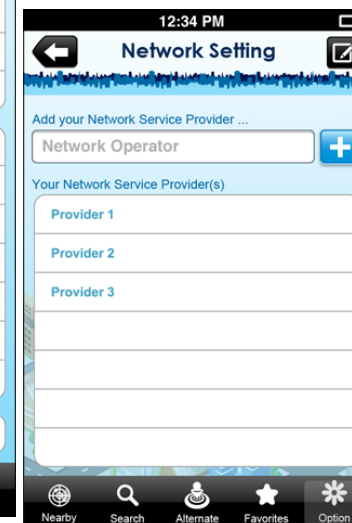 12:34 PM
Network Setting
Add your Network Service Provider ...
Network Operator
Your Network Service Provider(s)
Provider 1
Provider 2
Provider 3
Nearby Search Alternate Favorites Option